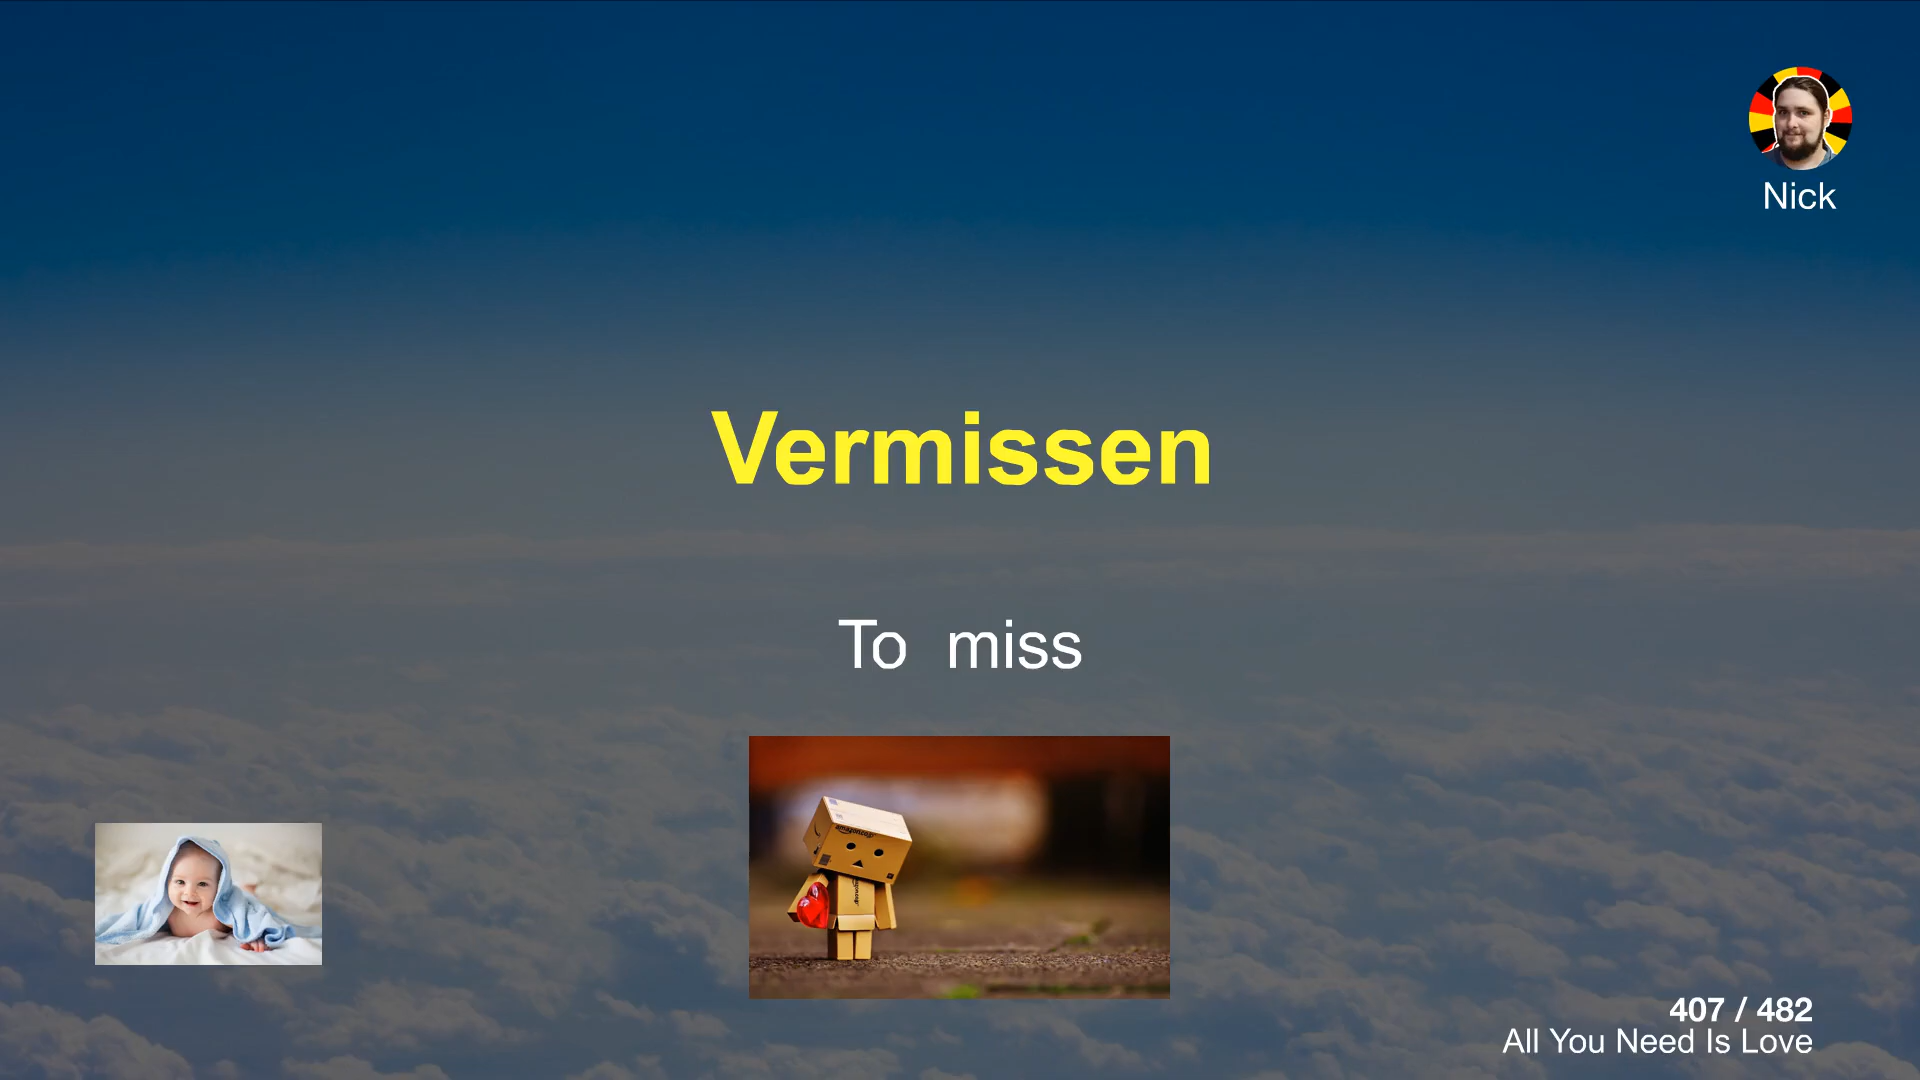 Nick
Vermissen
To miss
407 / 482
All You Need Is Love